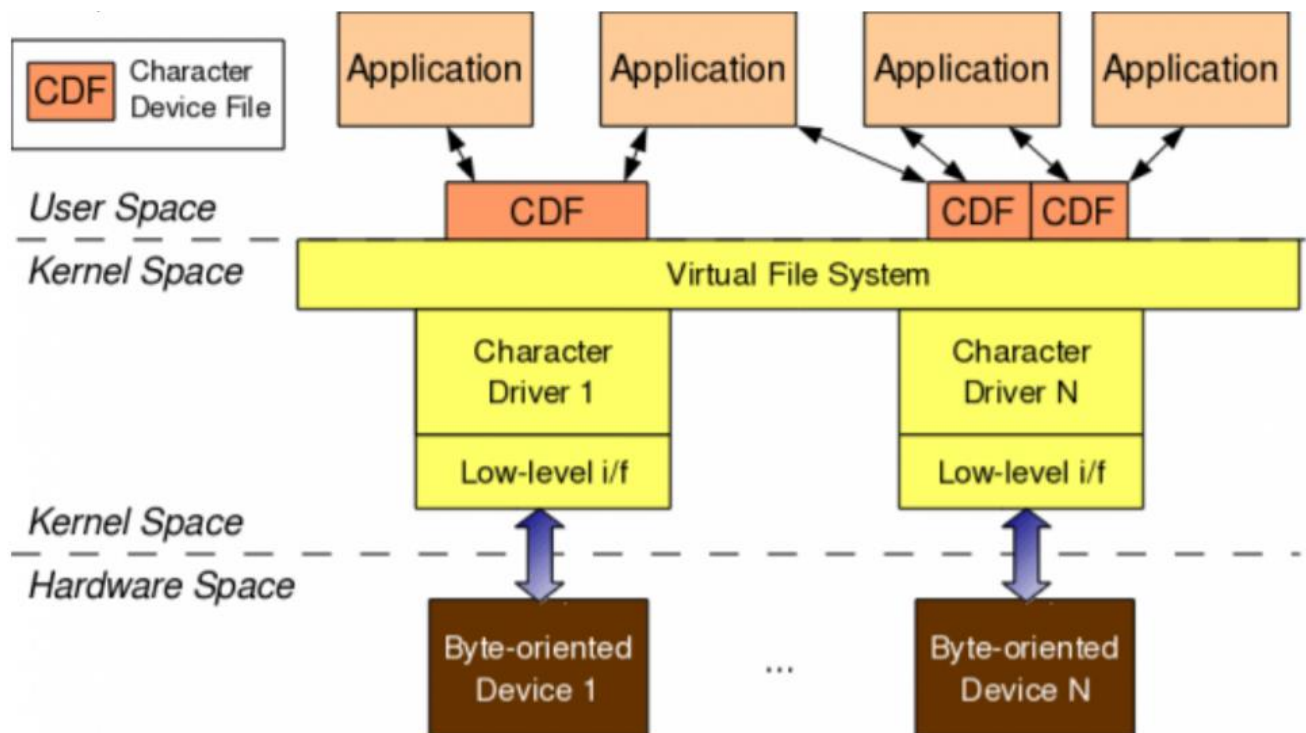 CDF
Character
Device File
Application
Application
Application
Application
User Space
CDF
CDF
CDF
Kernel Space
Virtual File System
Character
Driver 1
Character
Driver N
Low-level i/f
Low-level i/f
Kernel Space
Hardware Space
Byte-oriented
Device 1
...
Byte-oriented
Device N